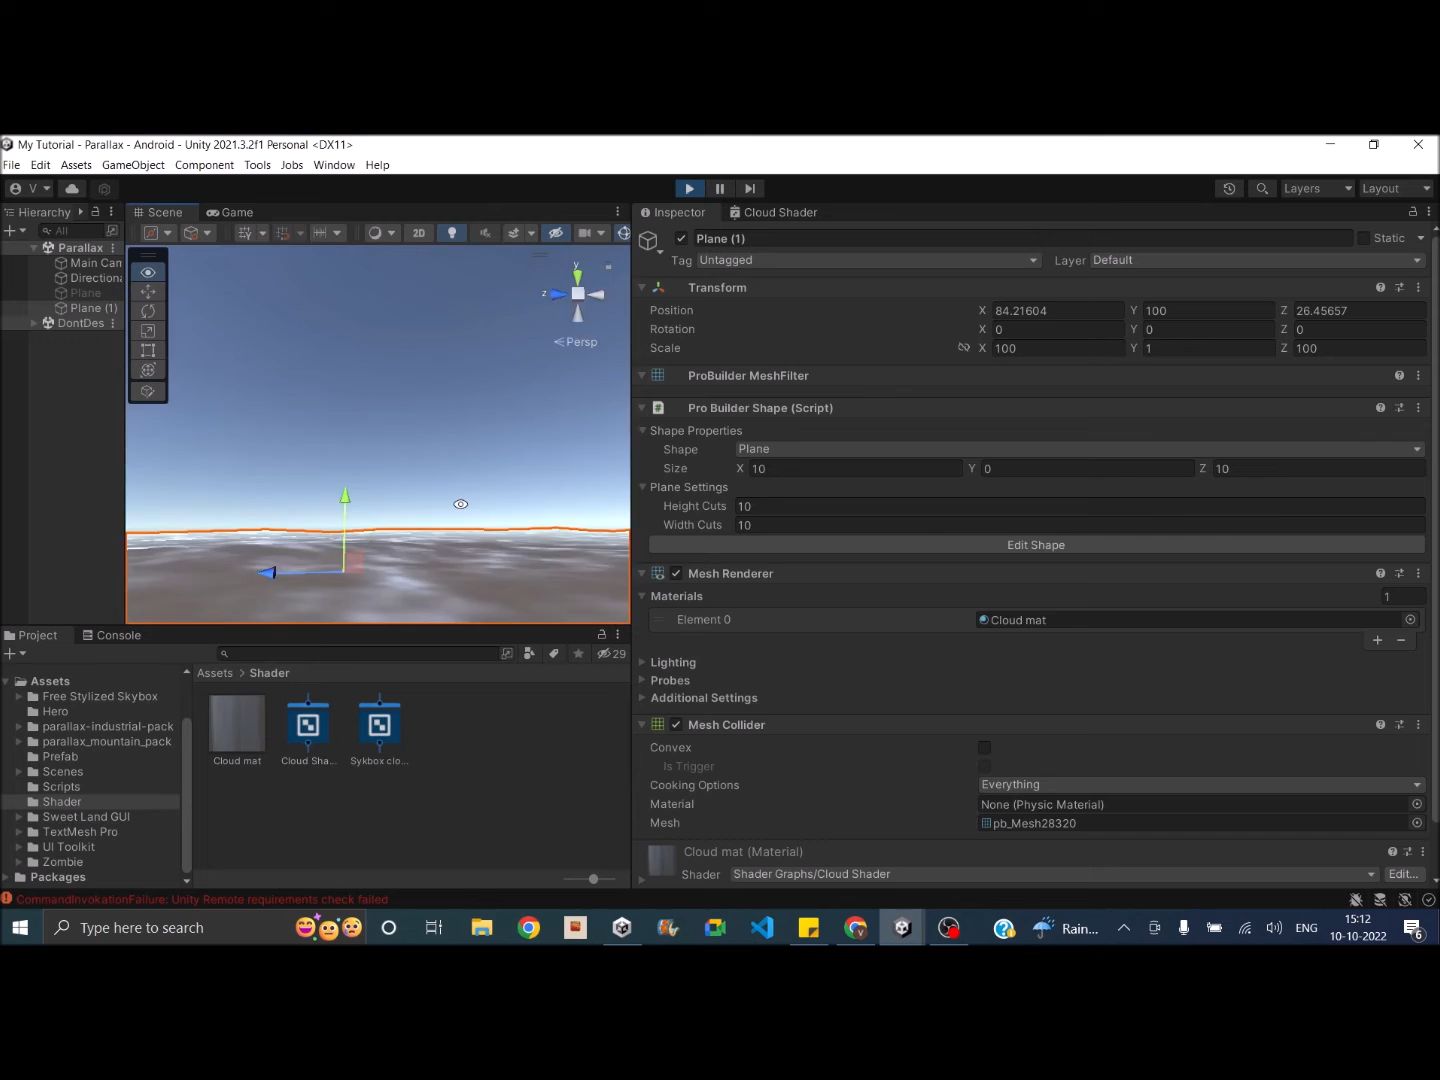 My Tutorial - Parallax - Android - Unity 2021.3.2f1 Personal <DX11>
File Edit Assets GameObject Component Tools Jobs Window Help
V
Layers
Layout
Hierarchy
Scene
Game
Inspector
Cloud Shader
All
2D
Parallax
Main Cam
Directiona
Plane
Plane (1)
DontDes
y
z
Persp
Plane (1)
Static
Tag Untagged
Layer Default
Transform
Position X 84.21604 Y 100 Z 26.45657
Rotation X 0 Y 0 Z 0
Scale X 100 Y 1 Z 100
ProBuilder MeshFilter
Pro Builder Shape (Script)
Shape Properties
Shape Plane
Size X 10 Y 0 Z 10
Plane Settings
Height Cuts 10
Width Cuts 10
Edit Shape
Mesh Renderer
Materials 1
Element 0 Cloud mat
Lighting
Probes
Additional Settings
Mesh Collider
Convex
Is Trigger
Cooking Options Everything
Material None (Physic Material)
Mesh pb_Mesh28320
Cloud mat (Material)
Shader Shader Graphs/Cloud Shader Edit...
Project
Console
29
Assets
Free Stylized Skybox
Hero
parallax-industrial-pack
parallax_mountain_pack
Prefab
Scenes
Scripts
Shader
Sweet Land GUI
TextMesh Pro
UI Toolkit
Zombie
Packages
Assets > Shader
Cloud mat
Cloud Sha...
Sykbox clo...
CommandInvokationFailure: Unity Remote requirements check failed
Type here to search
Rain...
ENG
15:12
10-10-2022
6